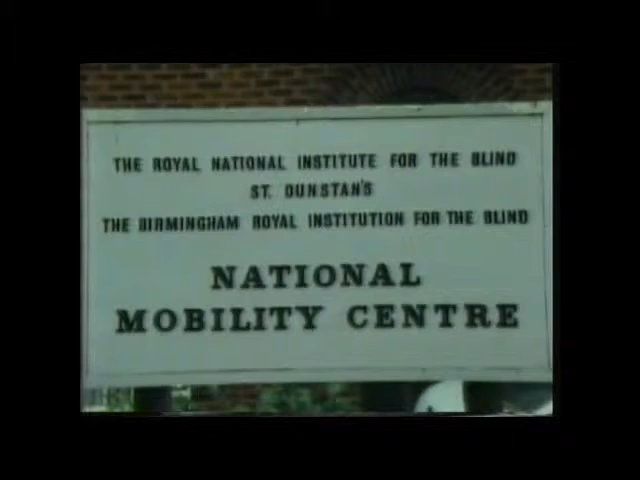 THE ROYAL NATIONAL INSTITUTE FOR THE BLIND
ST. DUNSTAN'S
THE BIRMINGHAM ROYAL INSTITUTION FOR THE BLIND
NATIONAL
MOBILITY CENTRE